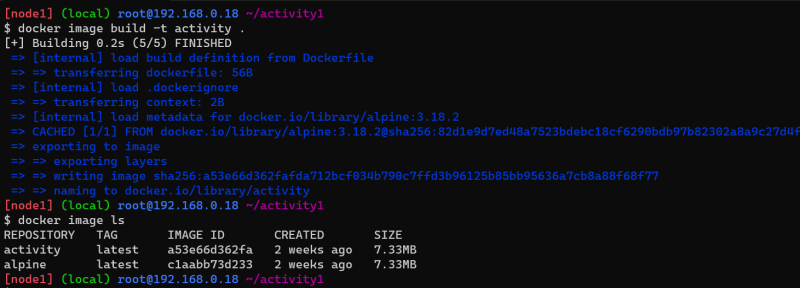 [node1] (local) root@192.168.0.18 ~/activity1
$ docker image build -t activity .
[+] Building 0.2s (5/5) FINISHED
=> [internal] load build definition from Dockerfile
=> => transferring dockerfile: 56B
=> [internal] load .dockerignore
=> => transferring context: 2B
=> [internal] load metadata for docker.io/library/alpine:3.18.2
=> CACHED [1/1] FROM docker.io/library/alpine:3.18.2@sha256:82d1e9d7ed48a7523bdebc18cf6290bdb97b82302a8a9c27d4f
=> exporting to image
=> => exporting layers
=> => writing image sha256:a53e66d362fafda712bcf034b790c7ffd3b96125b85bb95636a7cb8a88f68f77
=> => naming to docker.io/library/activity
[node1] (local) root@192.168.0.18 ~/activity1
$ docker image ls
REPOSITORY TAG IMAGE ID CREATED SIZE
activity latest a53e66d362fa 2 weeks ago 7.33MB
alpine latest c1aabb73d233 2 weeks ago 7.33MB
[node1] (local) root@192.168.0.18 ~/activity1